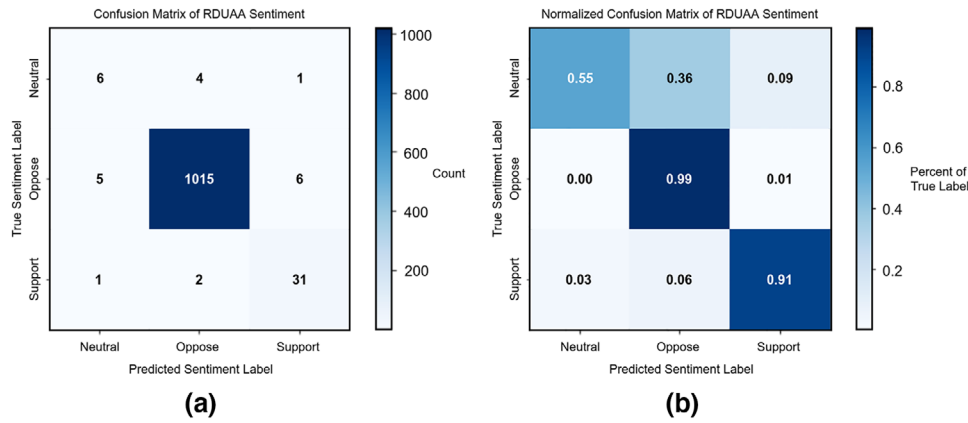 Confusion Matrix of RDUAA Sentiment
True Sentiment Label
Neutral
Oppose
Support
6 4 1
5 1015 6
1 2 31
Neutral Oppose Support
Predicted Sentiment Label
1000
800
600
400
200
Count
(a)
Normalized Confusion Matrix of RDUAA Sentiment
True Sentiment Label
Neutral
Oppose
Support
0.55 0.36 0.09
0.00 0.99 0.01
0.03 0.06 0.91
Neutral Oppose Support
Predicted Sentiment Label
0.8
0.6
0.4
0.2
Percent of
True Label
(b)